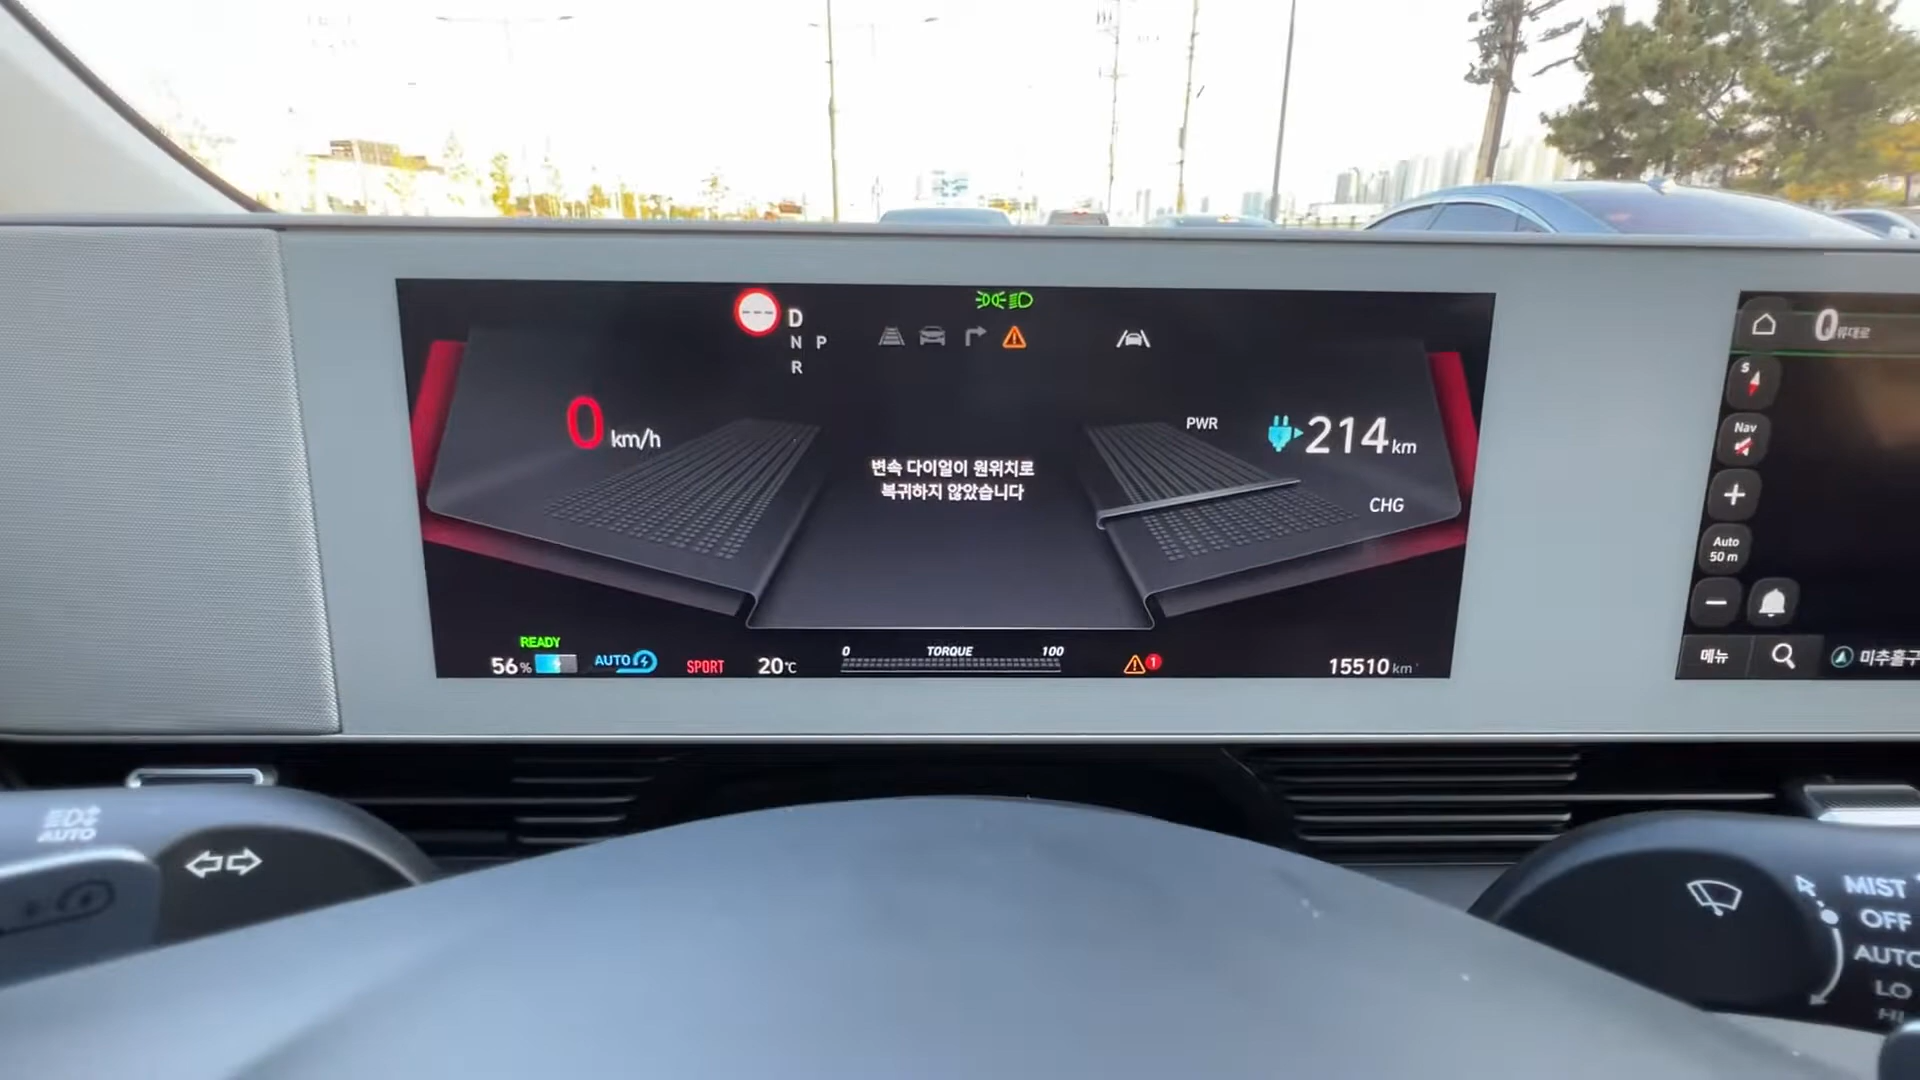 D
N P
R
0 km/h
PWR
214 km
CHG
변속 다이얼이 원위치로
복귀하지 않았습니다
READY
56 %
AUTO
SPORT
20℃
0 TORQUE 100
1
15510 km
0
류대로
S
Nav
Auto
50 m
메뉴
미추홀구
AUTO
MIST
OFF
AUTO
LO
HI